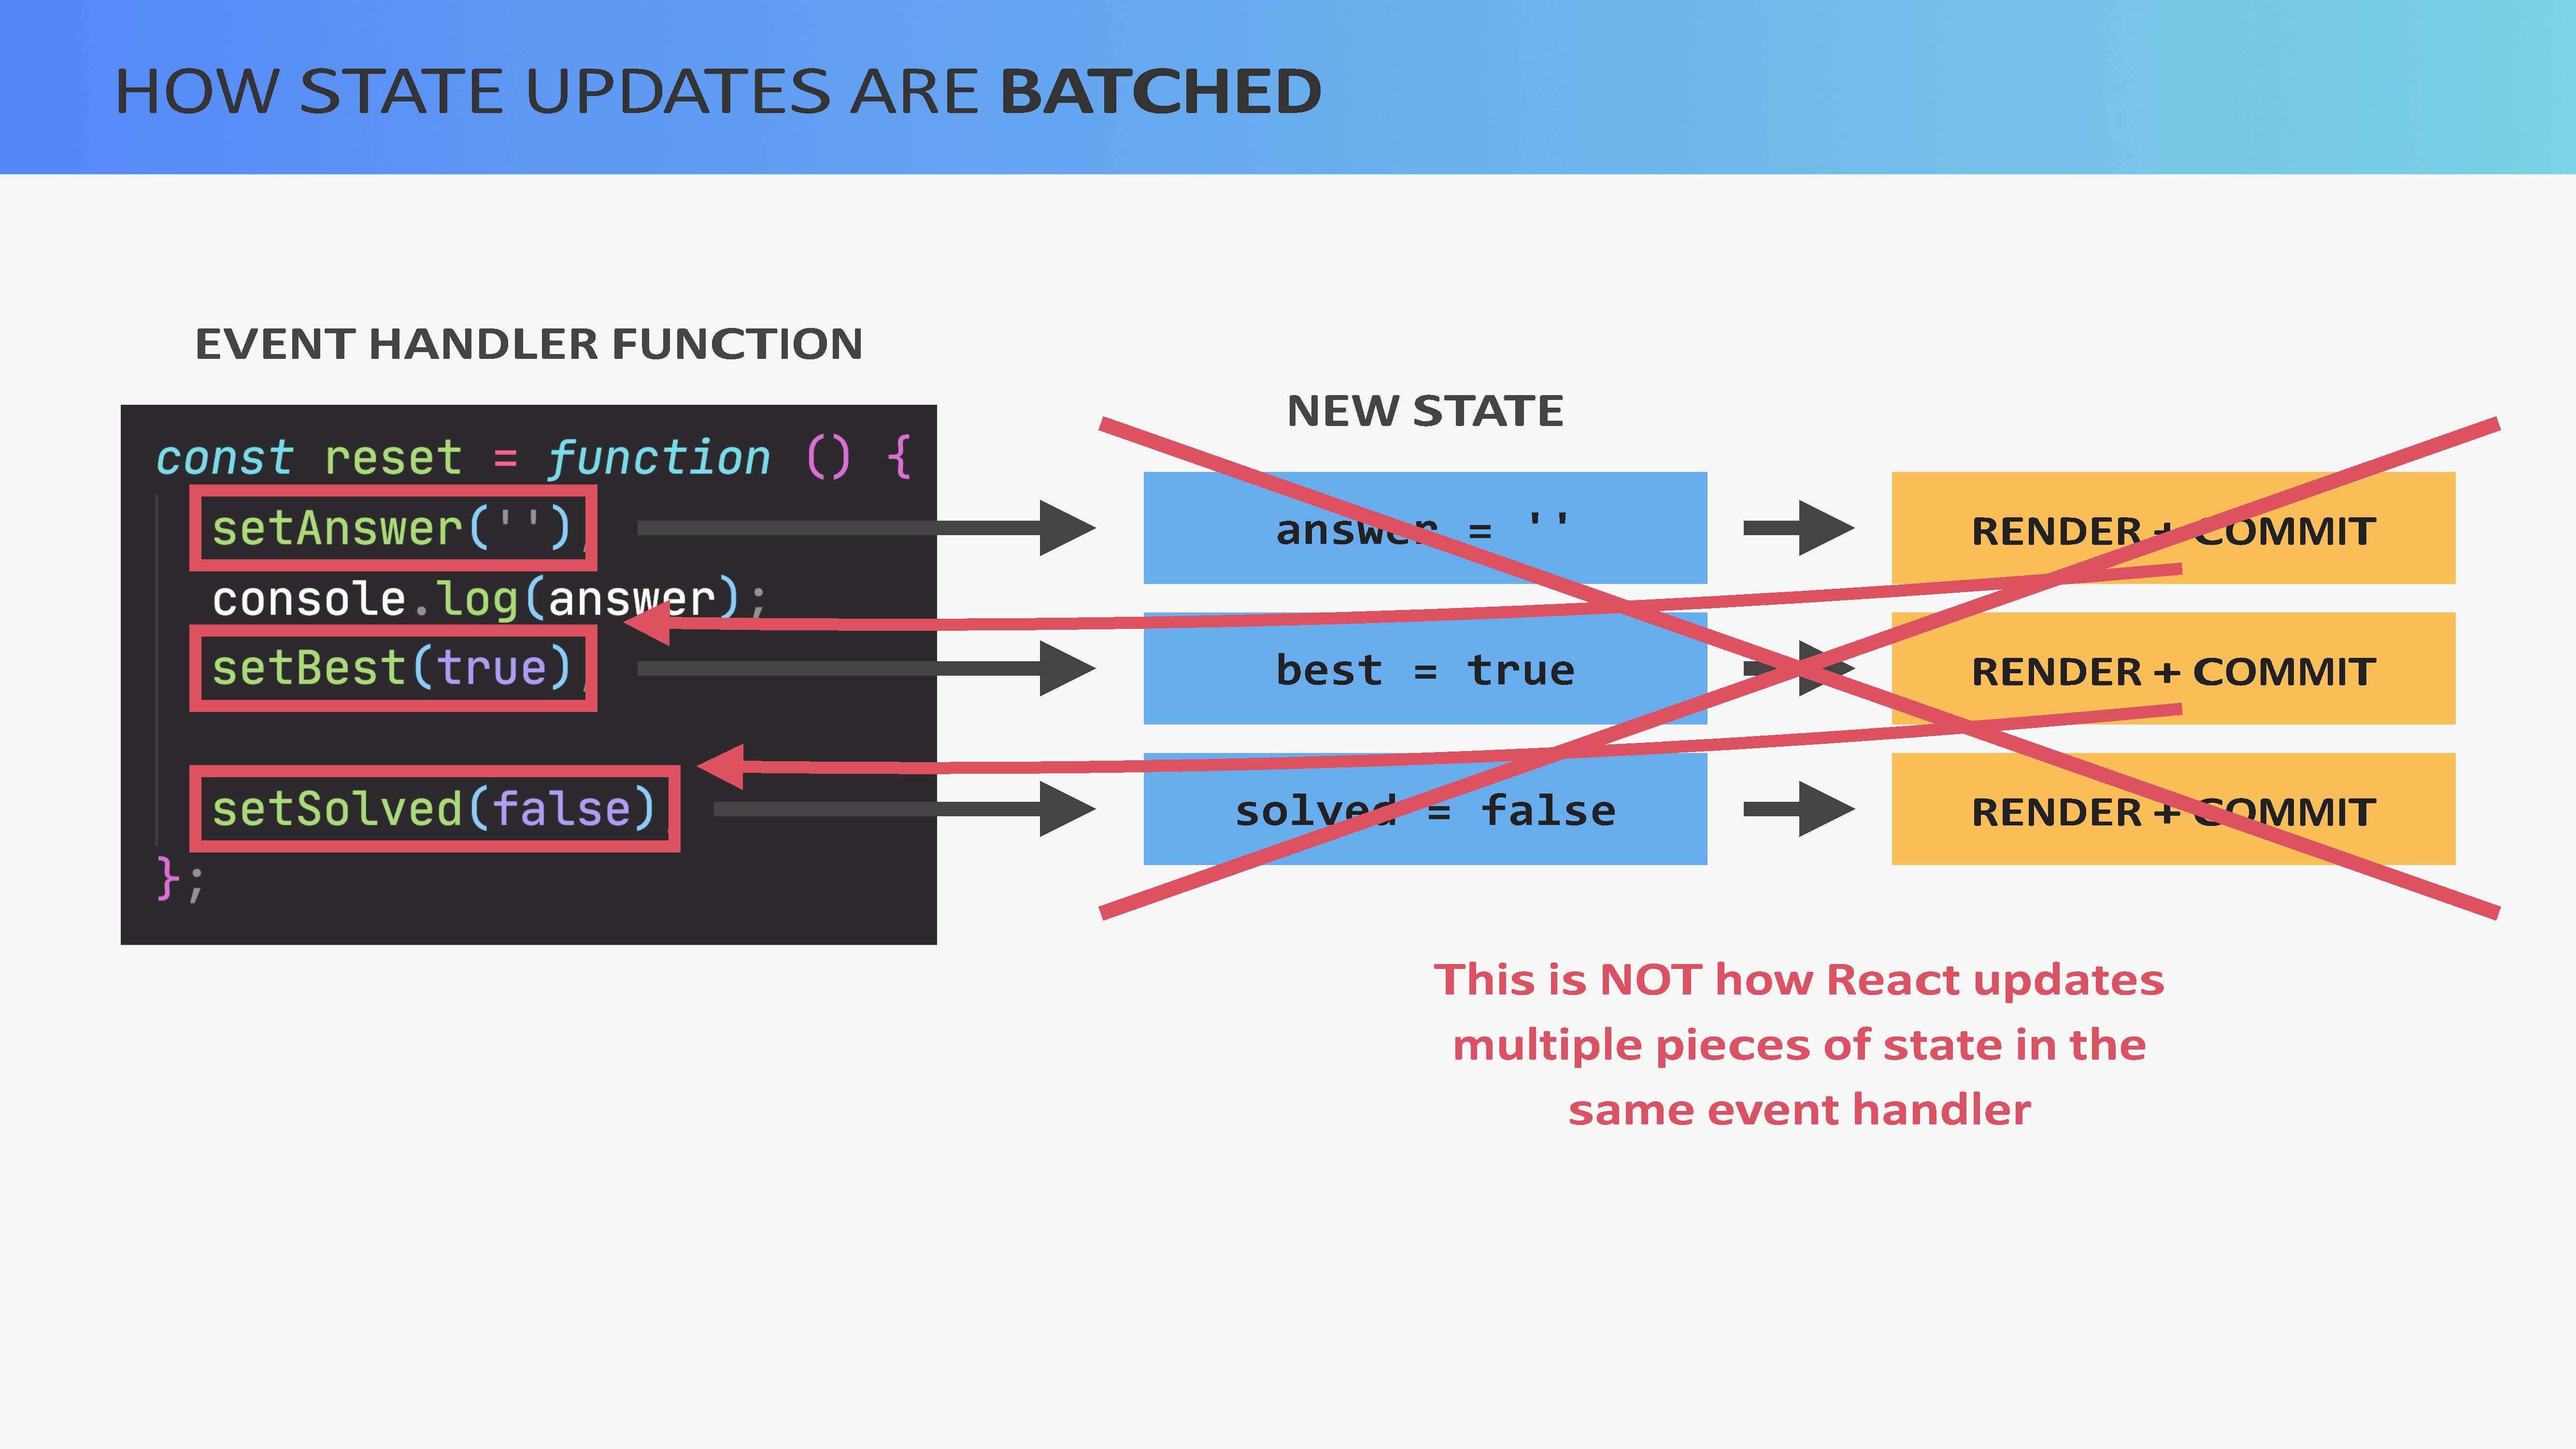 HOW STATE UPDATES ARE BATCHED
EVENT HANDLER FUNCTION
const reset = function () {
setAnswer('');
console.log(answer);
setBest(true);
setSolved(false);
};
NEW STATE
answer = ''
RENDER + COMMIT
best = true
RENDER + COMMIT
solved = false
RENDER + COMMIT
This is NOT how React updates
multiple pieces of state in the
same event handler